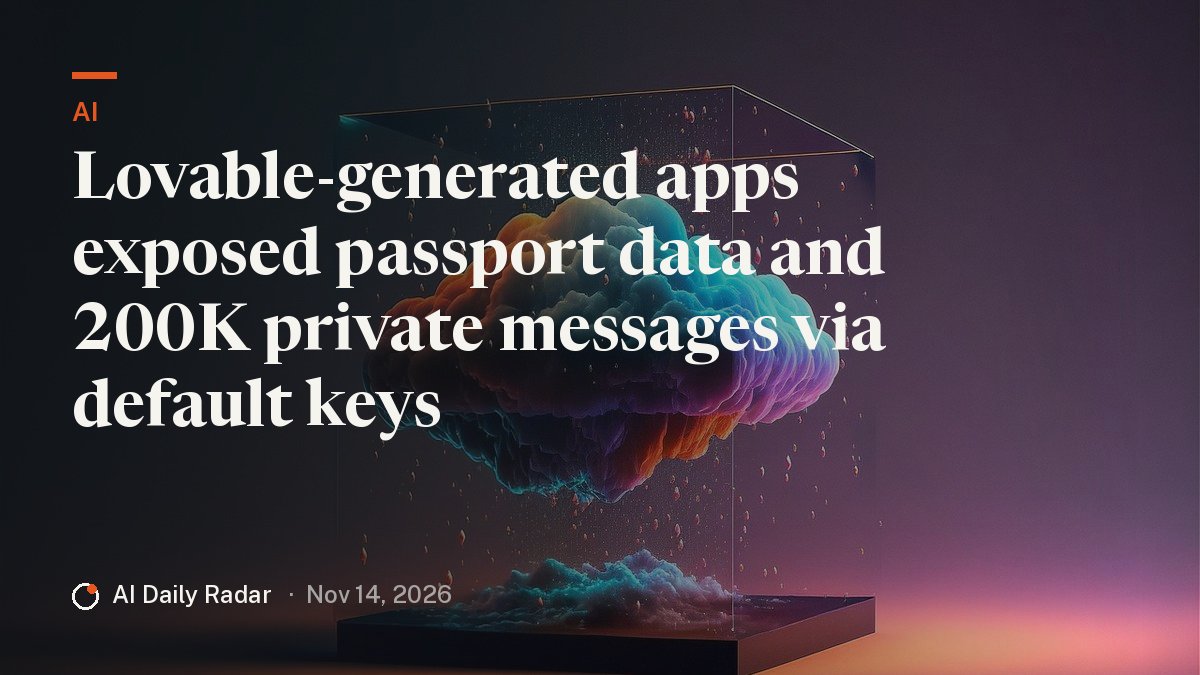 AI
Lovable-generated apps
exposed passport data and
200K private messages via
default keys
AI Daily Radar · Nov 14, 2026